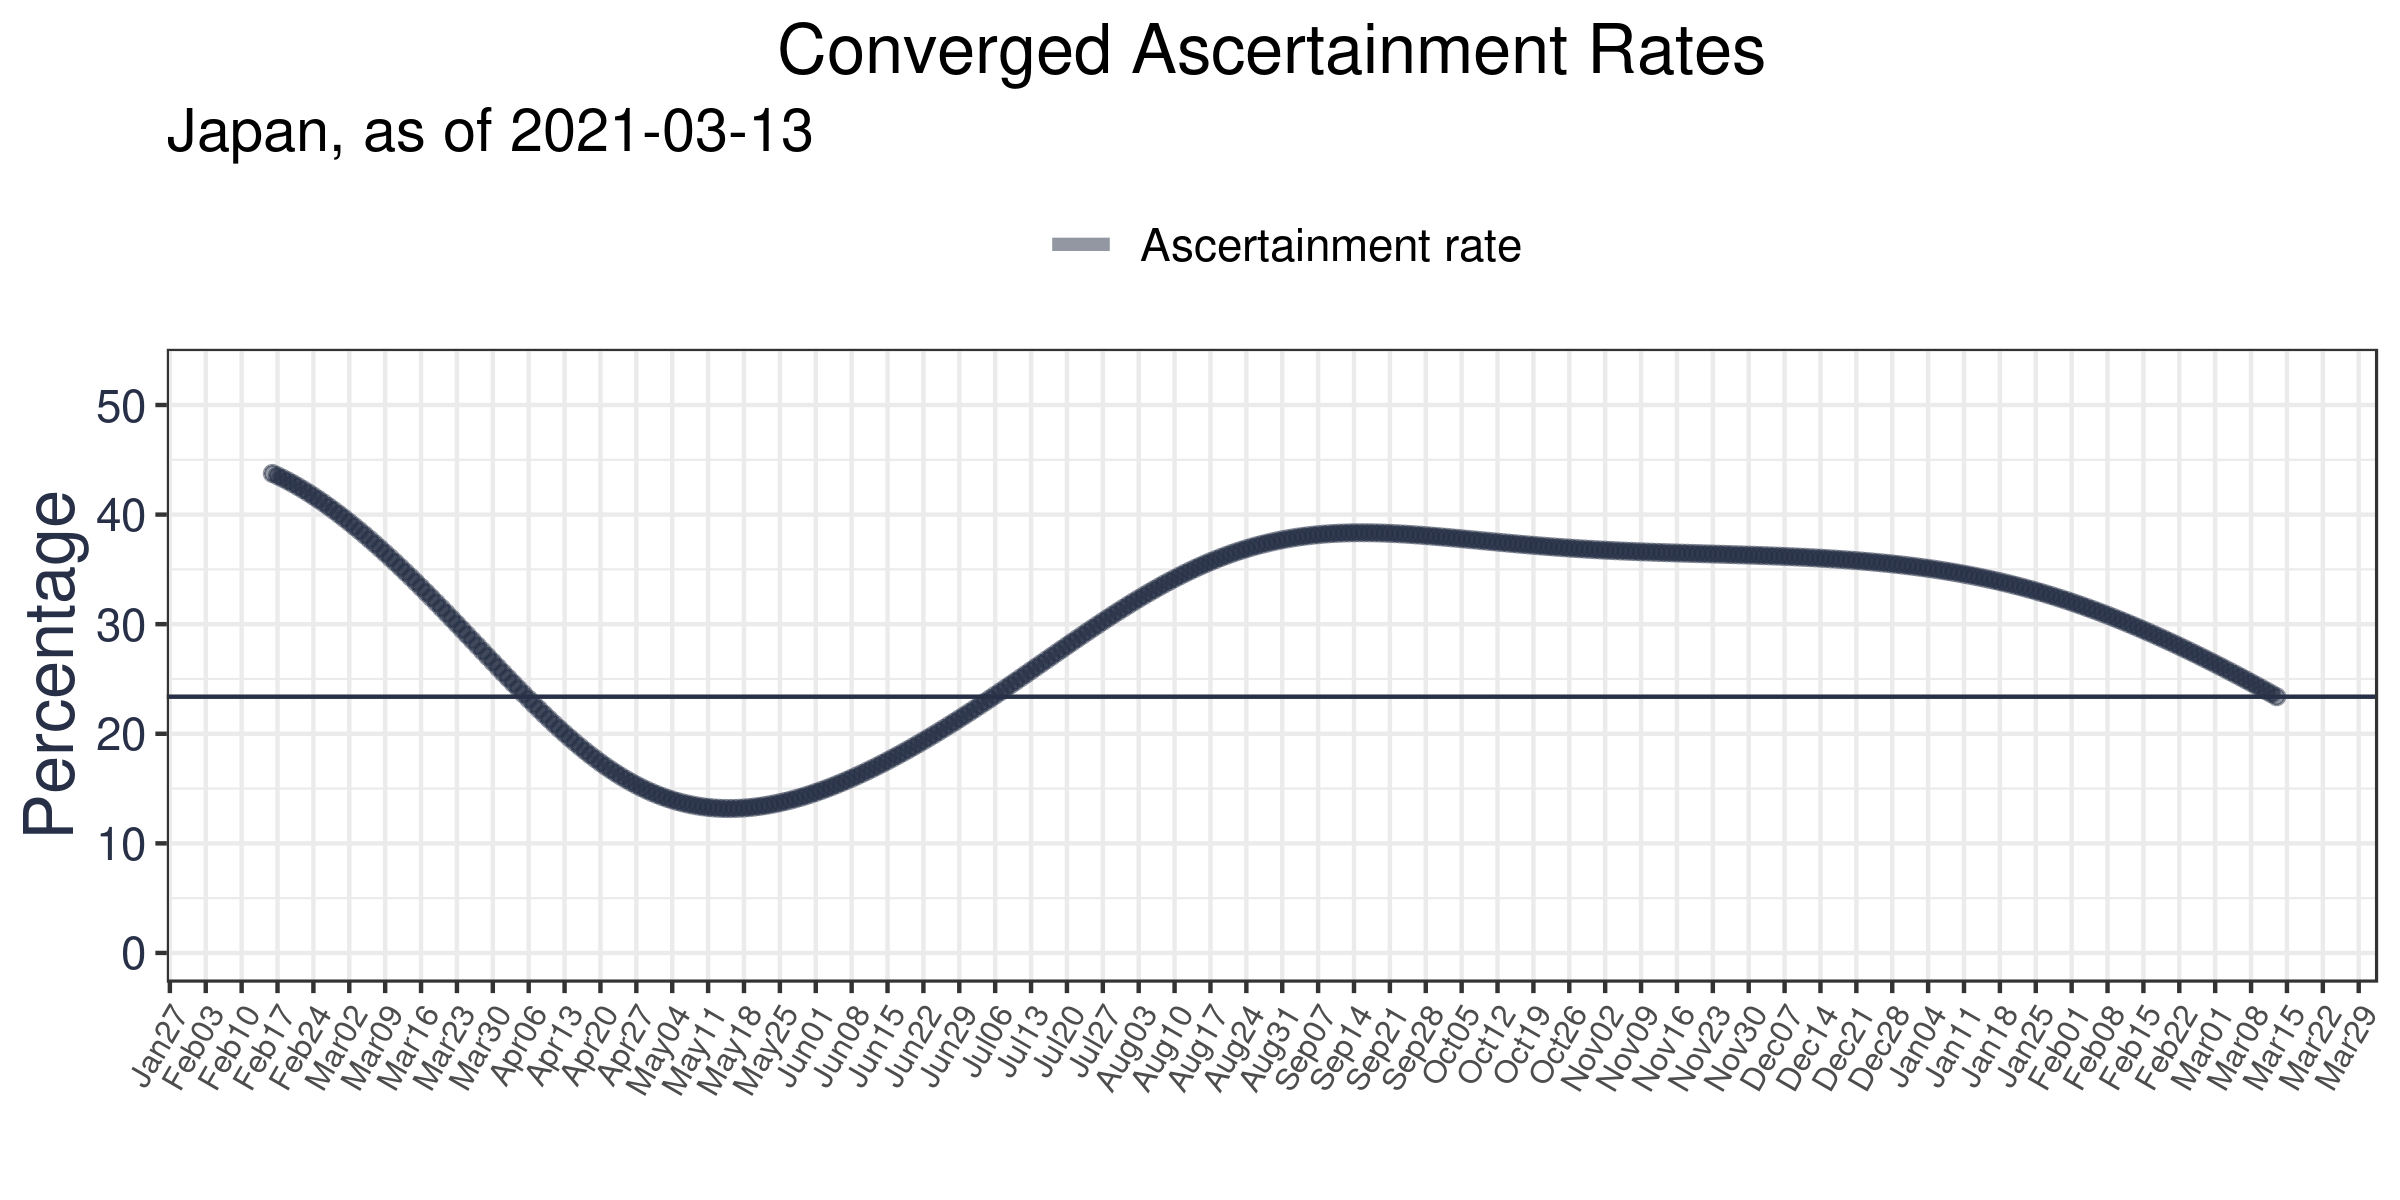 Converged Ascertainment Rates
Japan, as of 2021-03-13
Ascertainment rate
Percentage
50
40
30
20
10
0
Jan27
Feb03
Feb10
Feb17
Feb24
Mar02
Mar09
Mar16
Mar23
Mar30
Apr06
Apr13
Apr20
Apr27
May04
May11
May18
May25
Jun01
Jun08
Jun15
Jun22
Jun29
Jul06
Jul13
Jul20
Jul27
Aug03
Aug10
Aug17
Aug24
Aug31
Sep07
Sep14
Sep21
Sep28
Oct05
Oct12
Oct19
Oct26
Nov02
Nov09
Nov16
Nov23
Nov30
Dec07
Dec14
Dec21
Dec28
Jan04
Jan11
Jan18
Jan25
Feb01
Feb08
Feb15
Feb22
Mar01
Mar08
Mar15
Mar22
Mar29